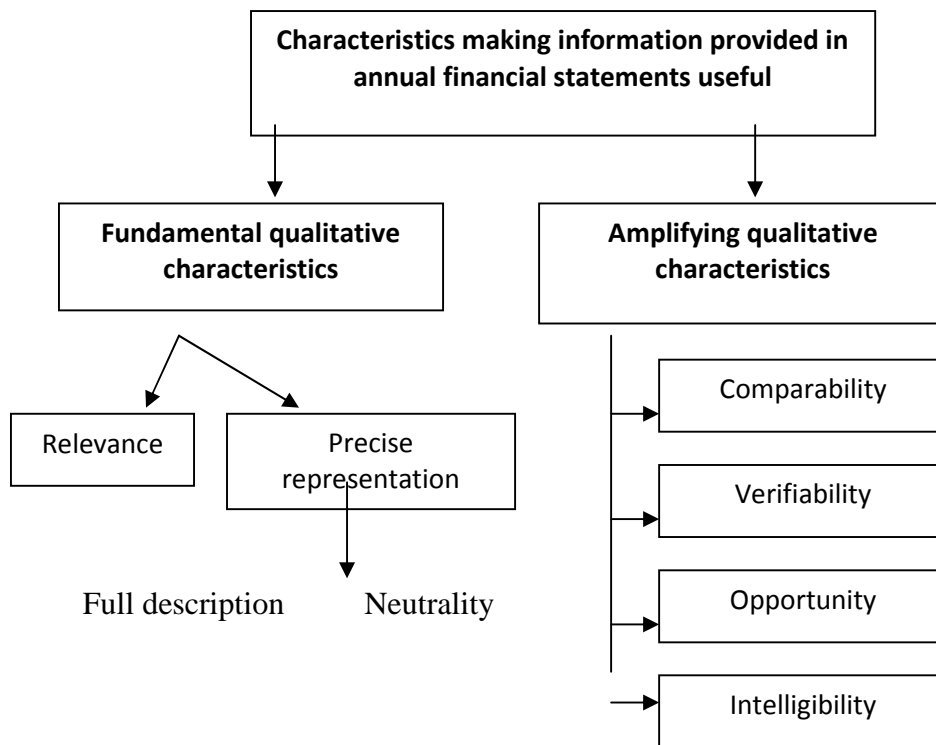 Characteristics making information provided in
annual financial statements useful
Fundamental qualitative
characteristics
Amplifying qualitative
characteristics
Relevance
Precise
representation
Full description
Neutrality
Comparability
Verifiability
Opportunity
Intelligibility